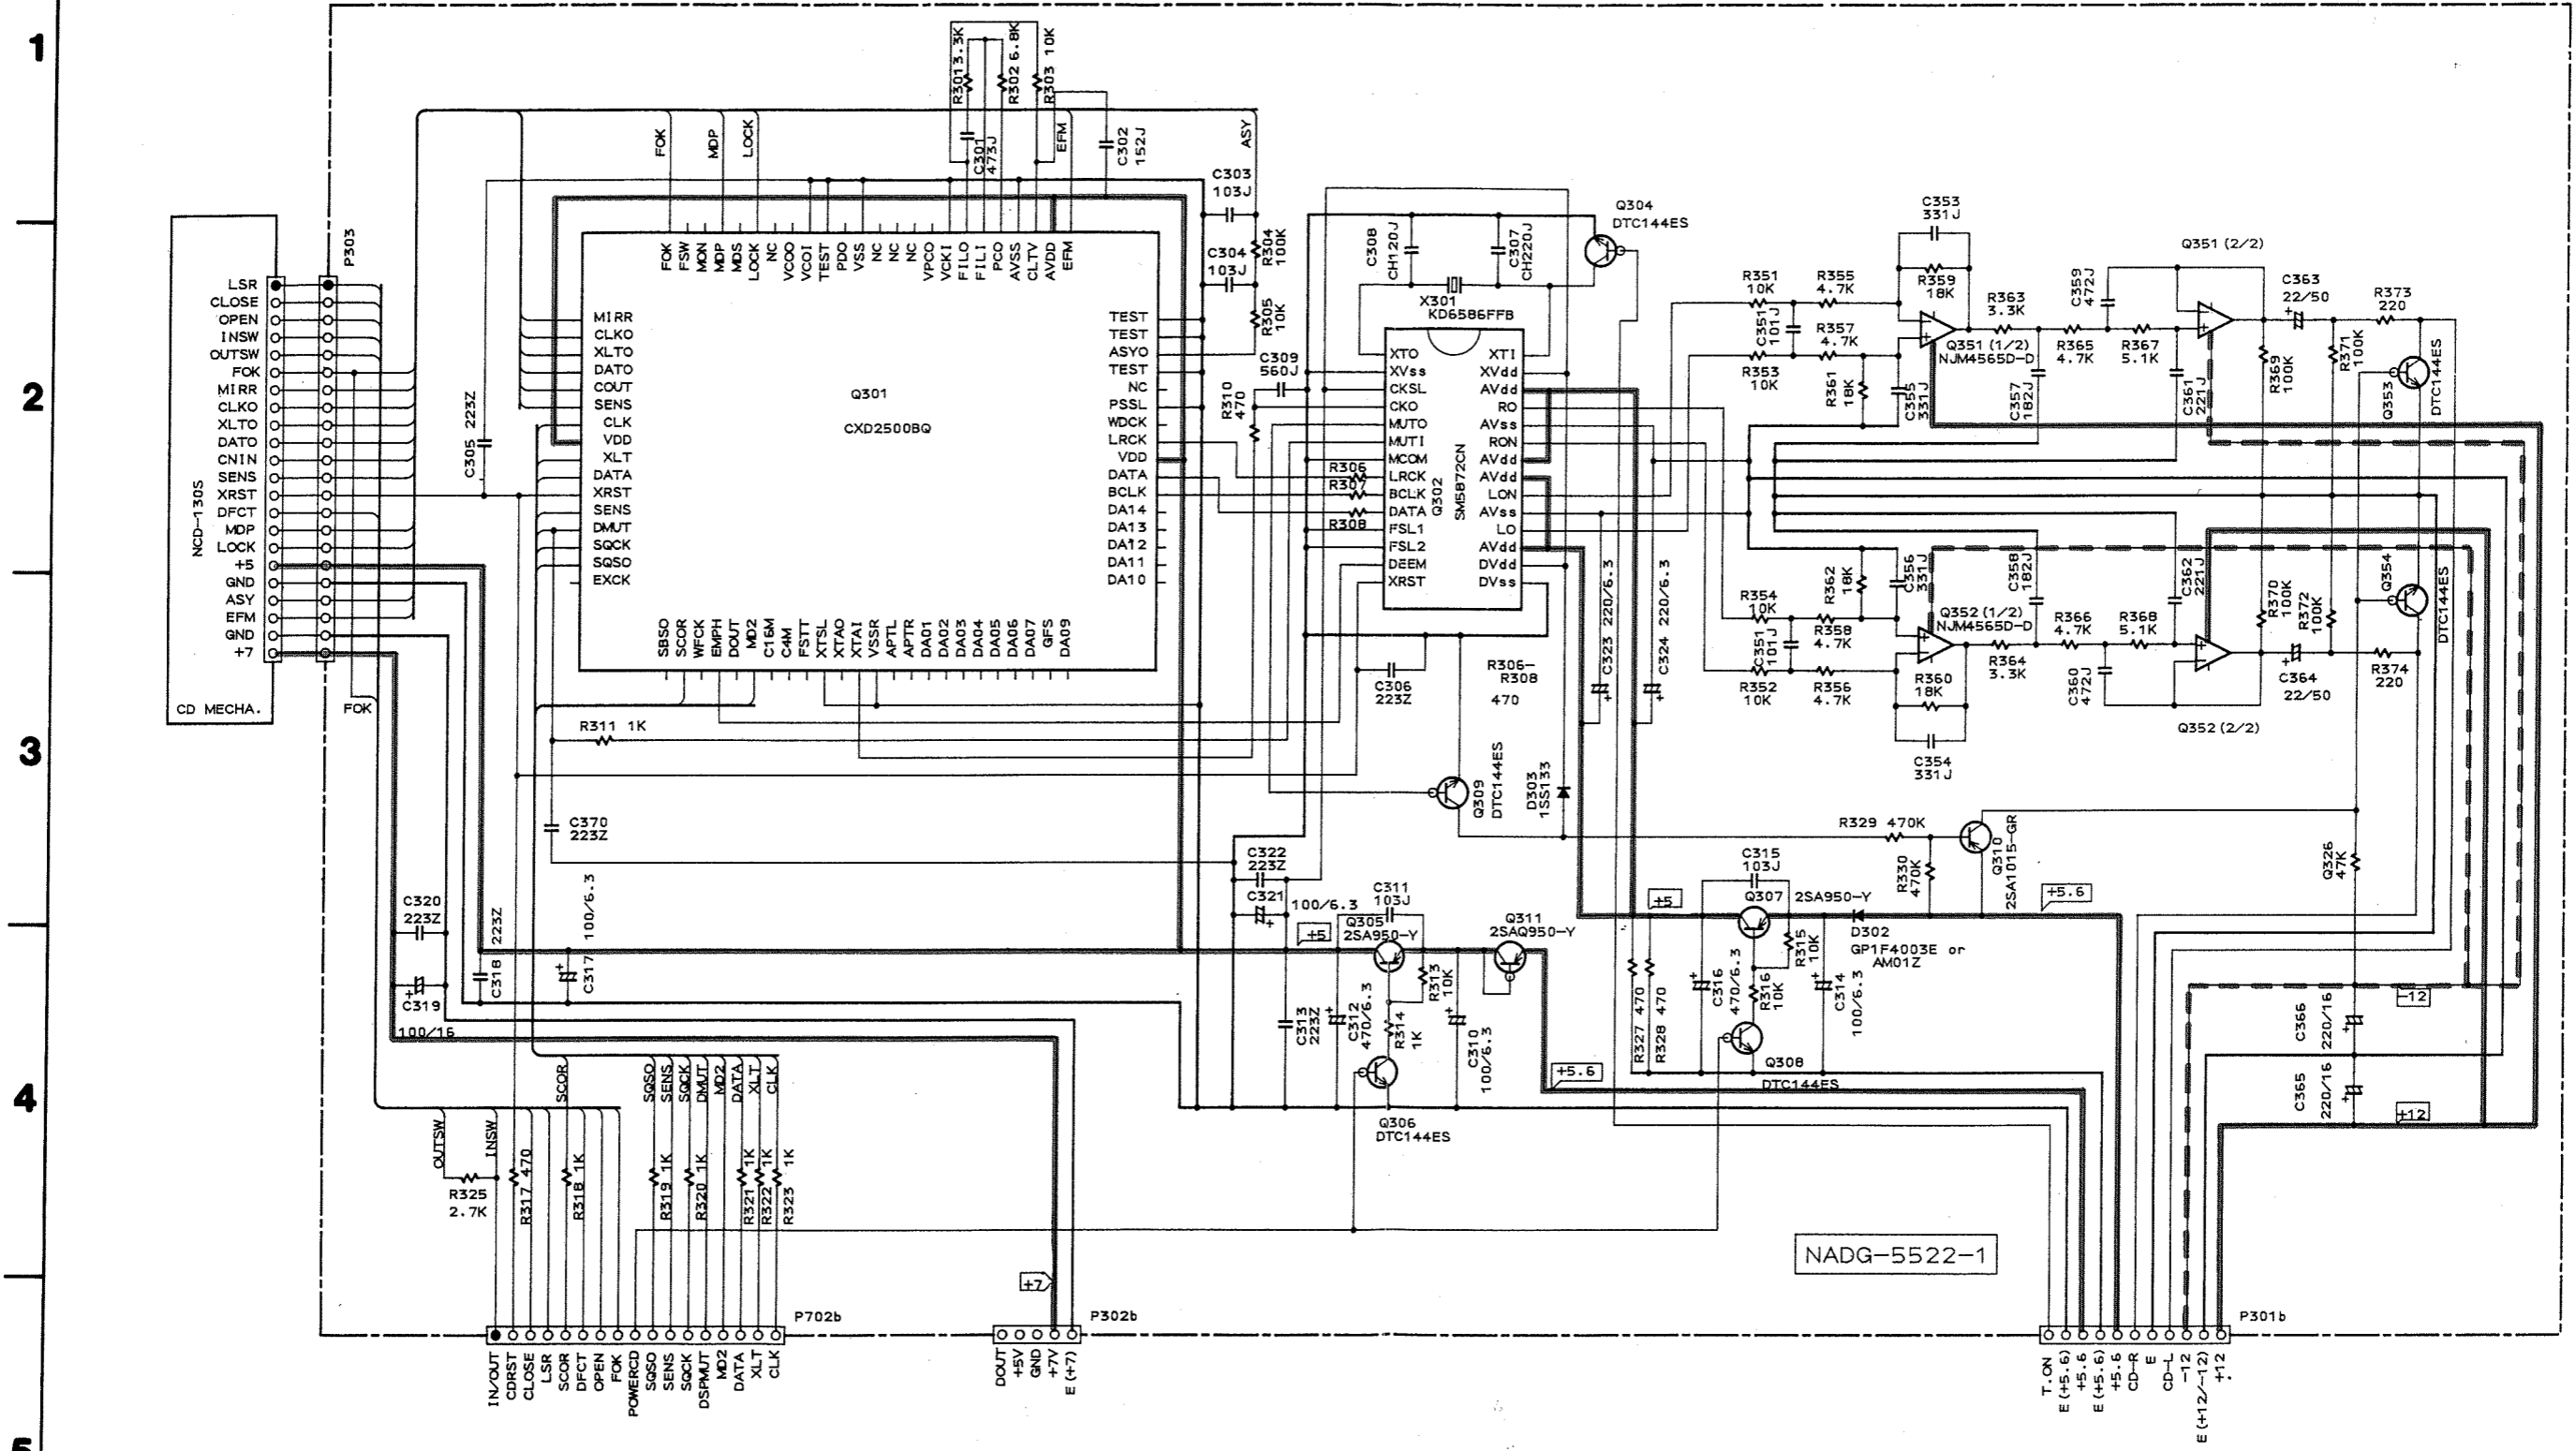 1
2
3
4
5
NCD-130S
CD MECHA.
P303
LSR
CLOSE
OPEN
INSW
OUTSW
FOK
MIRR
CLKO
XLTO
DATO
CNIN
SENS
XRST
DFCT
MDP
LOCK
+5
GND
ASY
EFM
GND
+7
FOK
FOK
MDP
LOCK
EFM
ASY
R301 3.3K
R302 6.8K
R303 10K
C301
473J
C302
152J
C303
103J
C304
103J
R304
100K
R305
10K
C305 223Z
C309
560J
R310
470
Q301
CXD2500BQ
FOK
FSW
MON
MDP
MDS
LOCK
NC
VCOO
VCOI
TEST
PDO
VSS
NC
NC
NC
VPCO
VCKI
FILO
FILI
PCO
AVSS
CLTV
AVDD
EFM
MIRR
CLKO
XLTO
DATO
COUT
SENS
CLK
VDD
XLT
DATA
XRST
SENS
DMUT
SQCK
SQSO
EXCK
TEST
TEST
ASYO
TEST
NC
PSSL
WDCK
LRCK
VDD
DATA
BCLK
DA14
DA13
DA12
DA11
DA10
SBSO
SCOR
WFCK
EMPH
DOUT
MD2
C16M
C4M
FSTT
XTSL
XTAO
XTAI
VSSR
APTL
APTR
DA01
DA02
DA03
DA04
DA05
DA06
DA07
GFS
DA09
R311 1K
C370
223Z
C308
CH120J
C307
CH220J
X301
KD6586FFB
Q304
DTC144ES
Q302
SM5872CN
XTO
XVss
CKSL
CKO
MUTO
MUTI
MCOM
LRCK
BCLK
DATA
FSL1
FSL2
DEEM
XRST
XTI
XVdd
AVdd
RO
AVss
RON
AVdd
AVdd
LON
AVss
LO
AVdd
DVdd
DVss
R306
R307
R308
R306-
R308
470
C306
223Z
C323 220/6.3
C324 220/6.3
Q309
DTC144ES
D303
1SS133
R351
10K
R355
4.7K
C351
101J
R357
4.7K
R353
10K
R361
18K
C355
331J
C353
331J
R359
18K
Q351 (1/2)
NJM4565D-D
R363
3.3K
C357
182J
R365
4.7K
C359
472J
R367
5.1K
C361
221J
Q351 (2/2)
C363
22/50
R369
100K
R371
100K
R373
220
Q353
DTC144ES
R354
10K
C351
101J
R358
4.7K
R352
10K
R356
4.7K
R362
18K
C356
331J
Q352 (1/2)
NJM4565D-D
R360
18K
C354
331J
R364
3.3K
C358
182J
R366
4.7K
C360
472J
R368
5.1K
C362
221J
Q352 (2/2)
R370
100K
R372
100K
C364
22/50
R374
220
Q354
DTC144ES
R329 470K
R330
470K
Q310
2SA1015-GR
Q326
47K
C320
223Z
C319
100/16
C318 223Z
C317 100/6.3
C322
223Z
C321
100/6.3
+5
Q305
2SA950-Y
C311
103J
Q311
2SAQ950-Y
C313
223Z
C312
470/6.3
R314
1K
R313
10K
C310
100/6.3
Q306
DTC144ES
+5.6
+5
C315
103J
Q307
2SA950-Y
D302
GP1F4003E or
AM01Z
+5.6
R327 470
R328 470
C316
470/6.3
R316
10K
R315
10K
C314
100/6.3
Q308
DTC144ES
C366
220/16
C365
220/16
-12
+12
OUTSW
INSW
SCOR
SQSO
SENS
SQCK
DMUT
MD2
DATA
XLT
CLK
R325
2.7K
R317 470
R318 1K
R319 1K
R320 1K
R321 1K
R322 1K
R323 1K
+7
NADG-5522-1
P702b
IN/OUT
CDRST
CLOSE
LSR
SCOR
DFCT
OPEN
FOK
POWERCD
SQSO
SENS
SQCK
DSPMUT
MD2
DATA
XLT
CLK
P302b
DOUT
+5V
GND
+7V
E (+7)
P301b
T.ON
E (+5.6)
+5.6
E (+5.6)
+5.6
CD-R
E
CD-L
-12
E (+12/-12)
+12